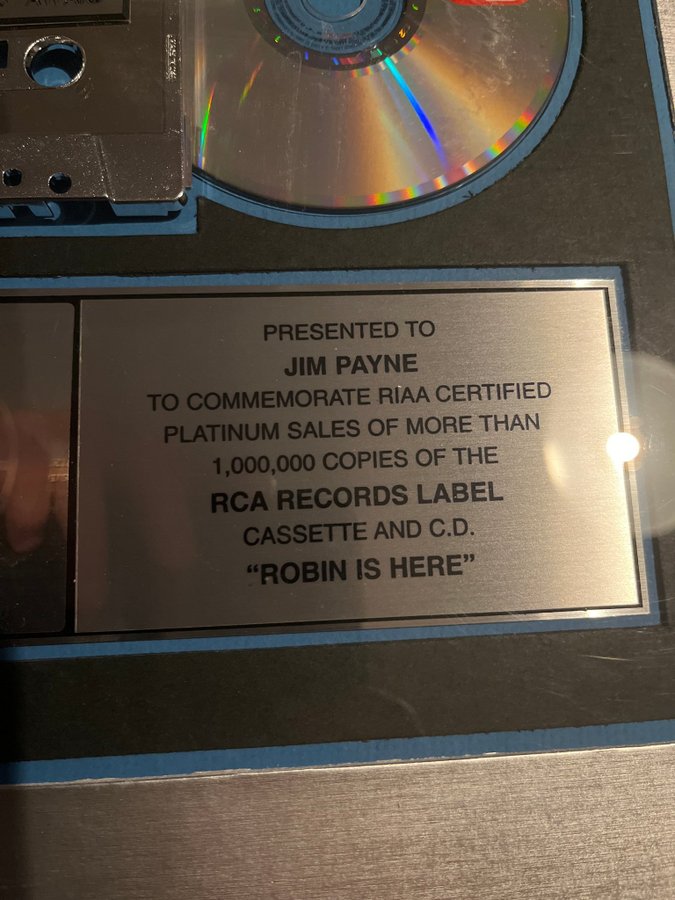 PRESENTED TO
JIM PAYNE
TO COMMEMORATE RIAA CERTIFIED
PLATINUM SALES OF MORE THAN
1,000,000 COPIES OF THE
RCA RECORDS LABEL
CASSETTE AND C.D.
“ROBIN IS HERE”